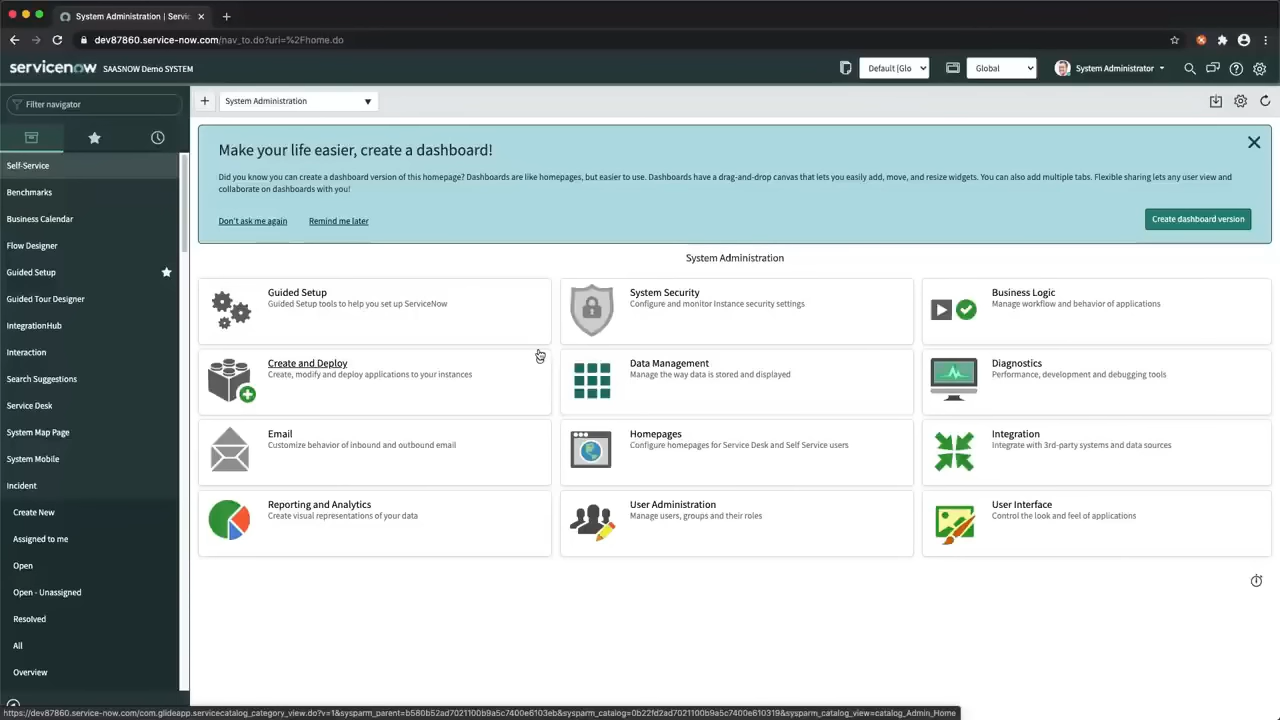 System Administration | Servic
dev87860.service-now.com/nav_to.do?uri=%2Fhome.do
servicenow SAASNOW Demo SYSTEM
Default [Glo
Global
System Administrator
Filter navigator
System Administration
Self-Service
Benchmarks
Business Calendar
Flow Designer
Guided Setup
Guided Tour Designer
IntegrationHub
Interaction
Search Suggestions
Service Desk
System Map Page
System Mobile
Incident
Create New
Assigned to me
Open
Open - Unassigned
Resolved
All
Overview
Make your life easier, create a dashboard!
Did you know you can create a dashboard version of this homepage? Dashboards are like homepages, but easier to use. Dashboards have a drag-and-drop canvas that lets you easily add, move, and resize widgets. You can also add multiple tabs. Flexible sharing lets any user view and
collaborate on dashboards with you!
Don't ask me again
Remind me later
Create dashboard version
System Administration
Guided Setup
Guided Setup tools to help you set up ServiceNow
System Security
Configure and monitor Instance security settings
Business Logic
Manage workflow and behavior of applications
Create and Deploy
Create, modify and deploy applications to your instances
Data Management
Manage the way data is stored and displayed
Diagnostics
Performance, development and debugging tools
Email
Customize behavior of inbound and outbound email
Homepages
Configure homepages for Service Desk and Self Service users
Integration
Integrate with 3rd-party systems and data sources
Reporting and Analytics
Create visual representations of your data
User Administration
Manage users, groups and their roles
User Interface
Control the look and feel of applications
https://dev87860.service-now.com/com.glideapp.servicecatalog_category_view.do?v=1&sysparm_parent=b580b52ad7021100b9a5c7400e6103eb&sysparm_catalog=0b22fd2ad7021100b9a5c7400e610319&sysparm_catalog_view=catalog_Admin_Home